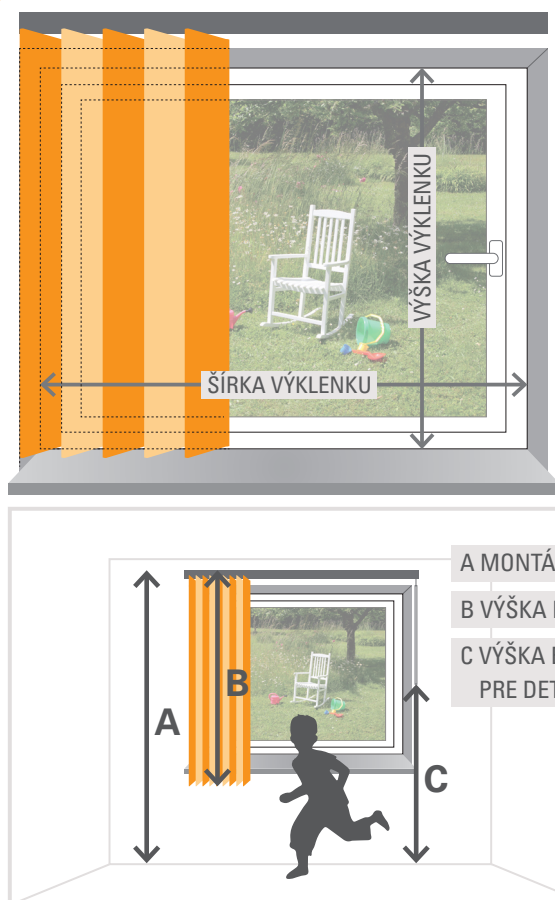 VÝŠKA VÝKLENKU
ŠÍRKA VÝKLENKU
A MONTÁ
B VÝŠKA
C VÝŠKA
PRE DET
B
A
C